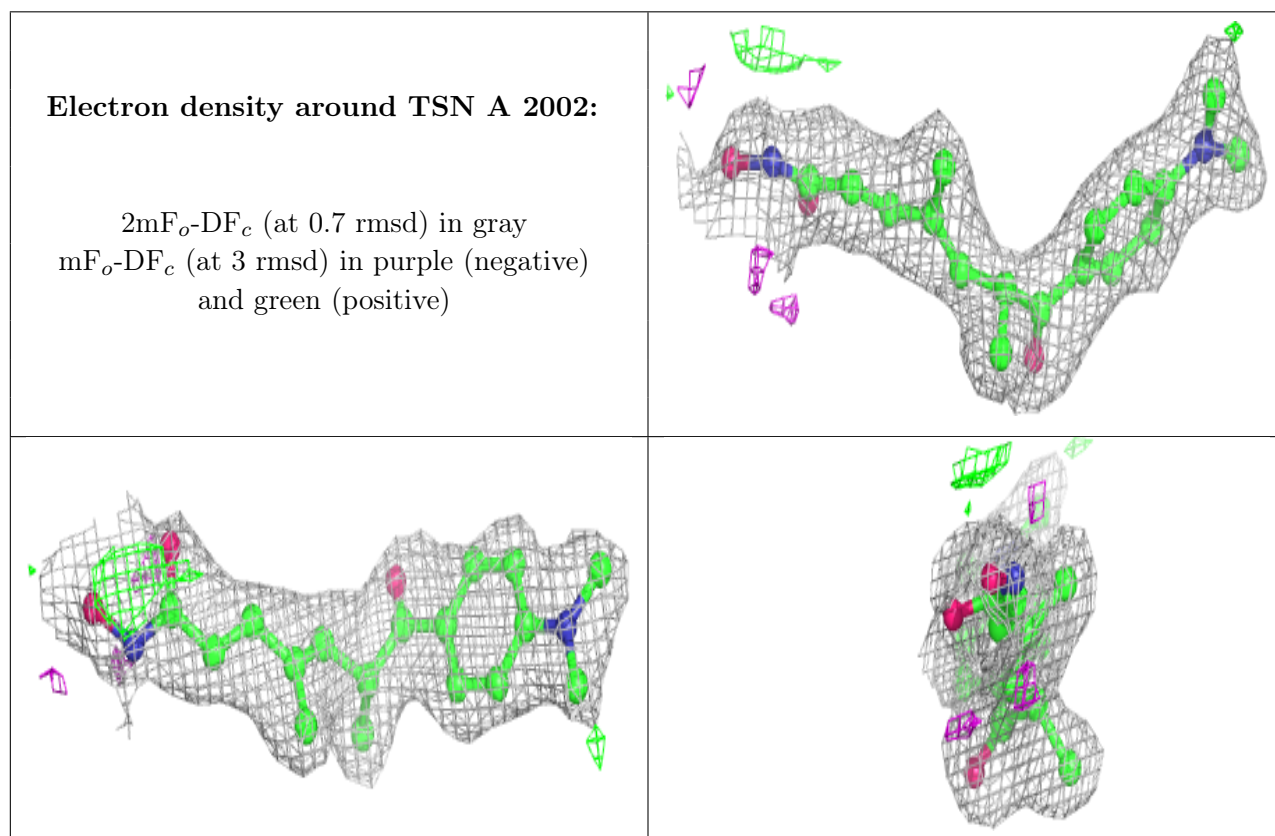 Electron density around TSN A 2002:
2mFo-DFc (at 0.7 rmsd) in gray
mFo-DFc (at 3 rmsd) in purple (negative)
and green (positive)